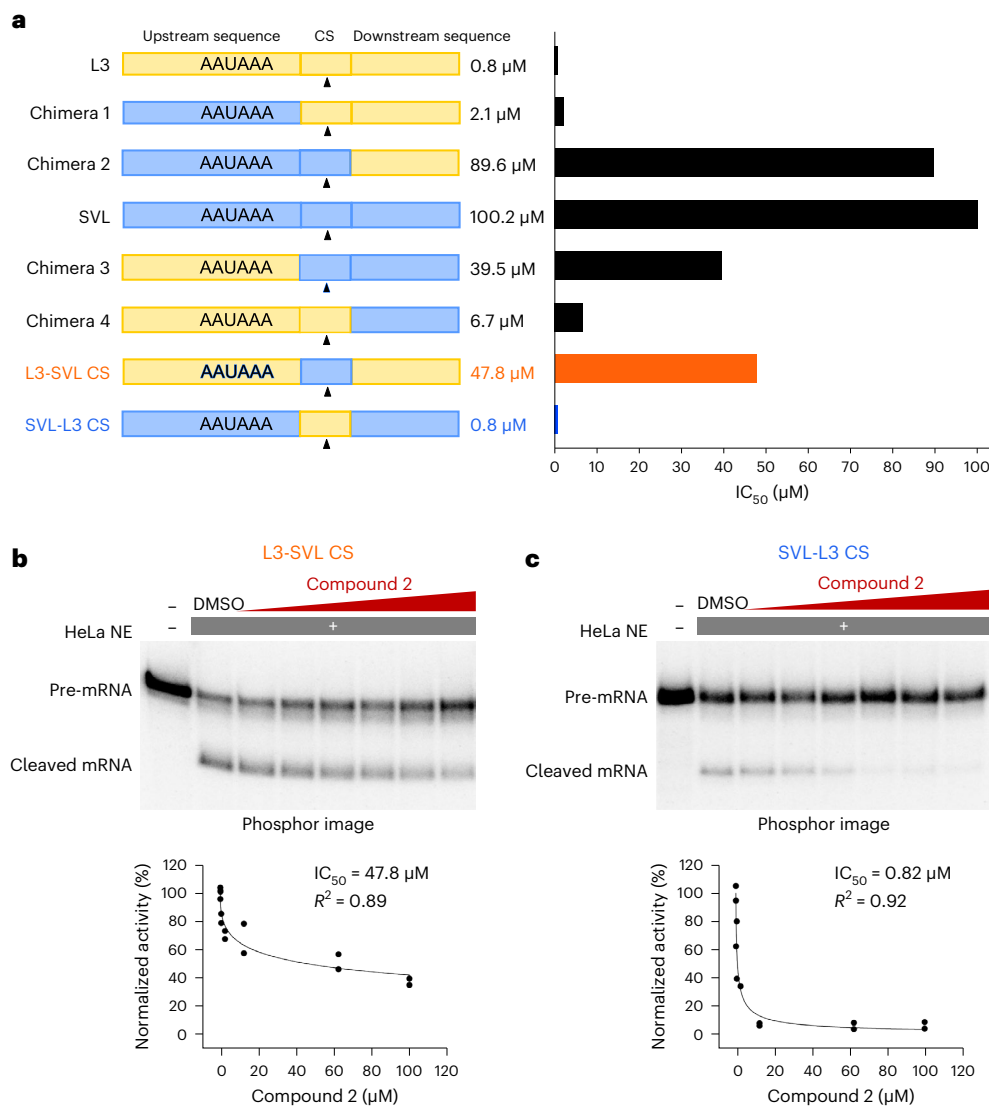 a
Upstream sequence CS Downstream sequence
L3 AAUAAA 0.8 µM
Chimera 1 AAUAAA 2.1 µM
Chimera 2 AAUAAA 89.6 µM
SVL AAUAAA 100.2 µM
Chimera 3 AAUAAA 39.5 µM
Chimera 4 AAUAAA 6.7 µM
L3-SVL CS AAUAAA 47.8 µM
SVL-L3 CS AAUAAA 0.8 µM
0 10 20 30 40 50 60 70 80 90 100
IC50 (µM)
b
L3-SVL CS
Compound 2
– DMSO
HeLa NE – +
Pre-mRNA
Cleaved mRNA
Phosphor image
Normalized activity (%)
120
100
80
60
40
20
0
IC50 = 47.8 µM
R² = 0.89
0 20 40 60 80 100 120
Compound 2 (µM)
c
SVL-L3 CS
Compound 2
– DMSO
HeLa NE – +
Pre-mRNA
Cleaved mRNA
Phosphor image
Normalized activity (%)
120
100
80
60
40
20
0
IC50 = 0.82 µM
R² = 0.92
0 20 40 60 80 100 120
Compound 2 (µM)